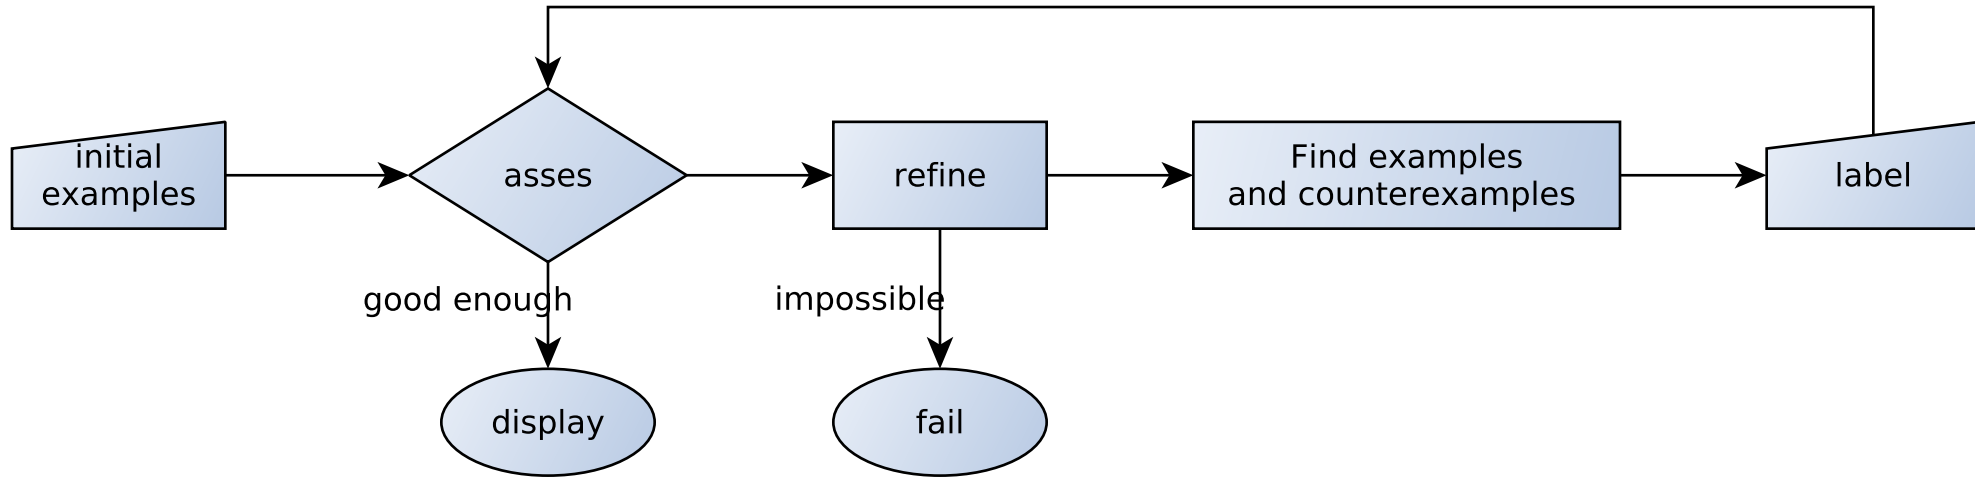 initial
examples
asses
refine
Find examples
and counterexamples
label
good enough
impossible
display
fail